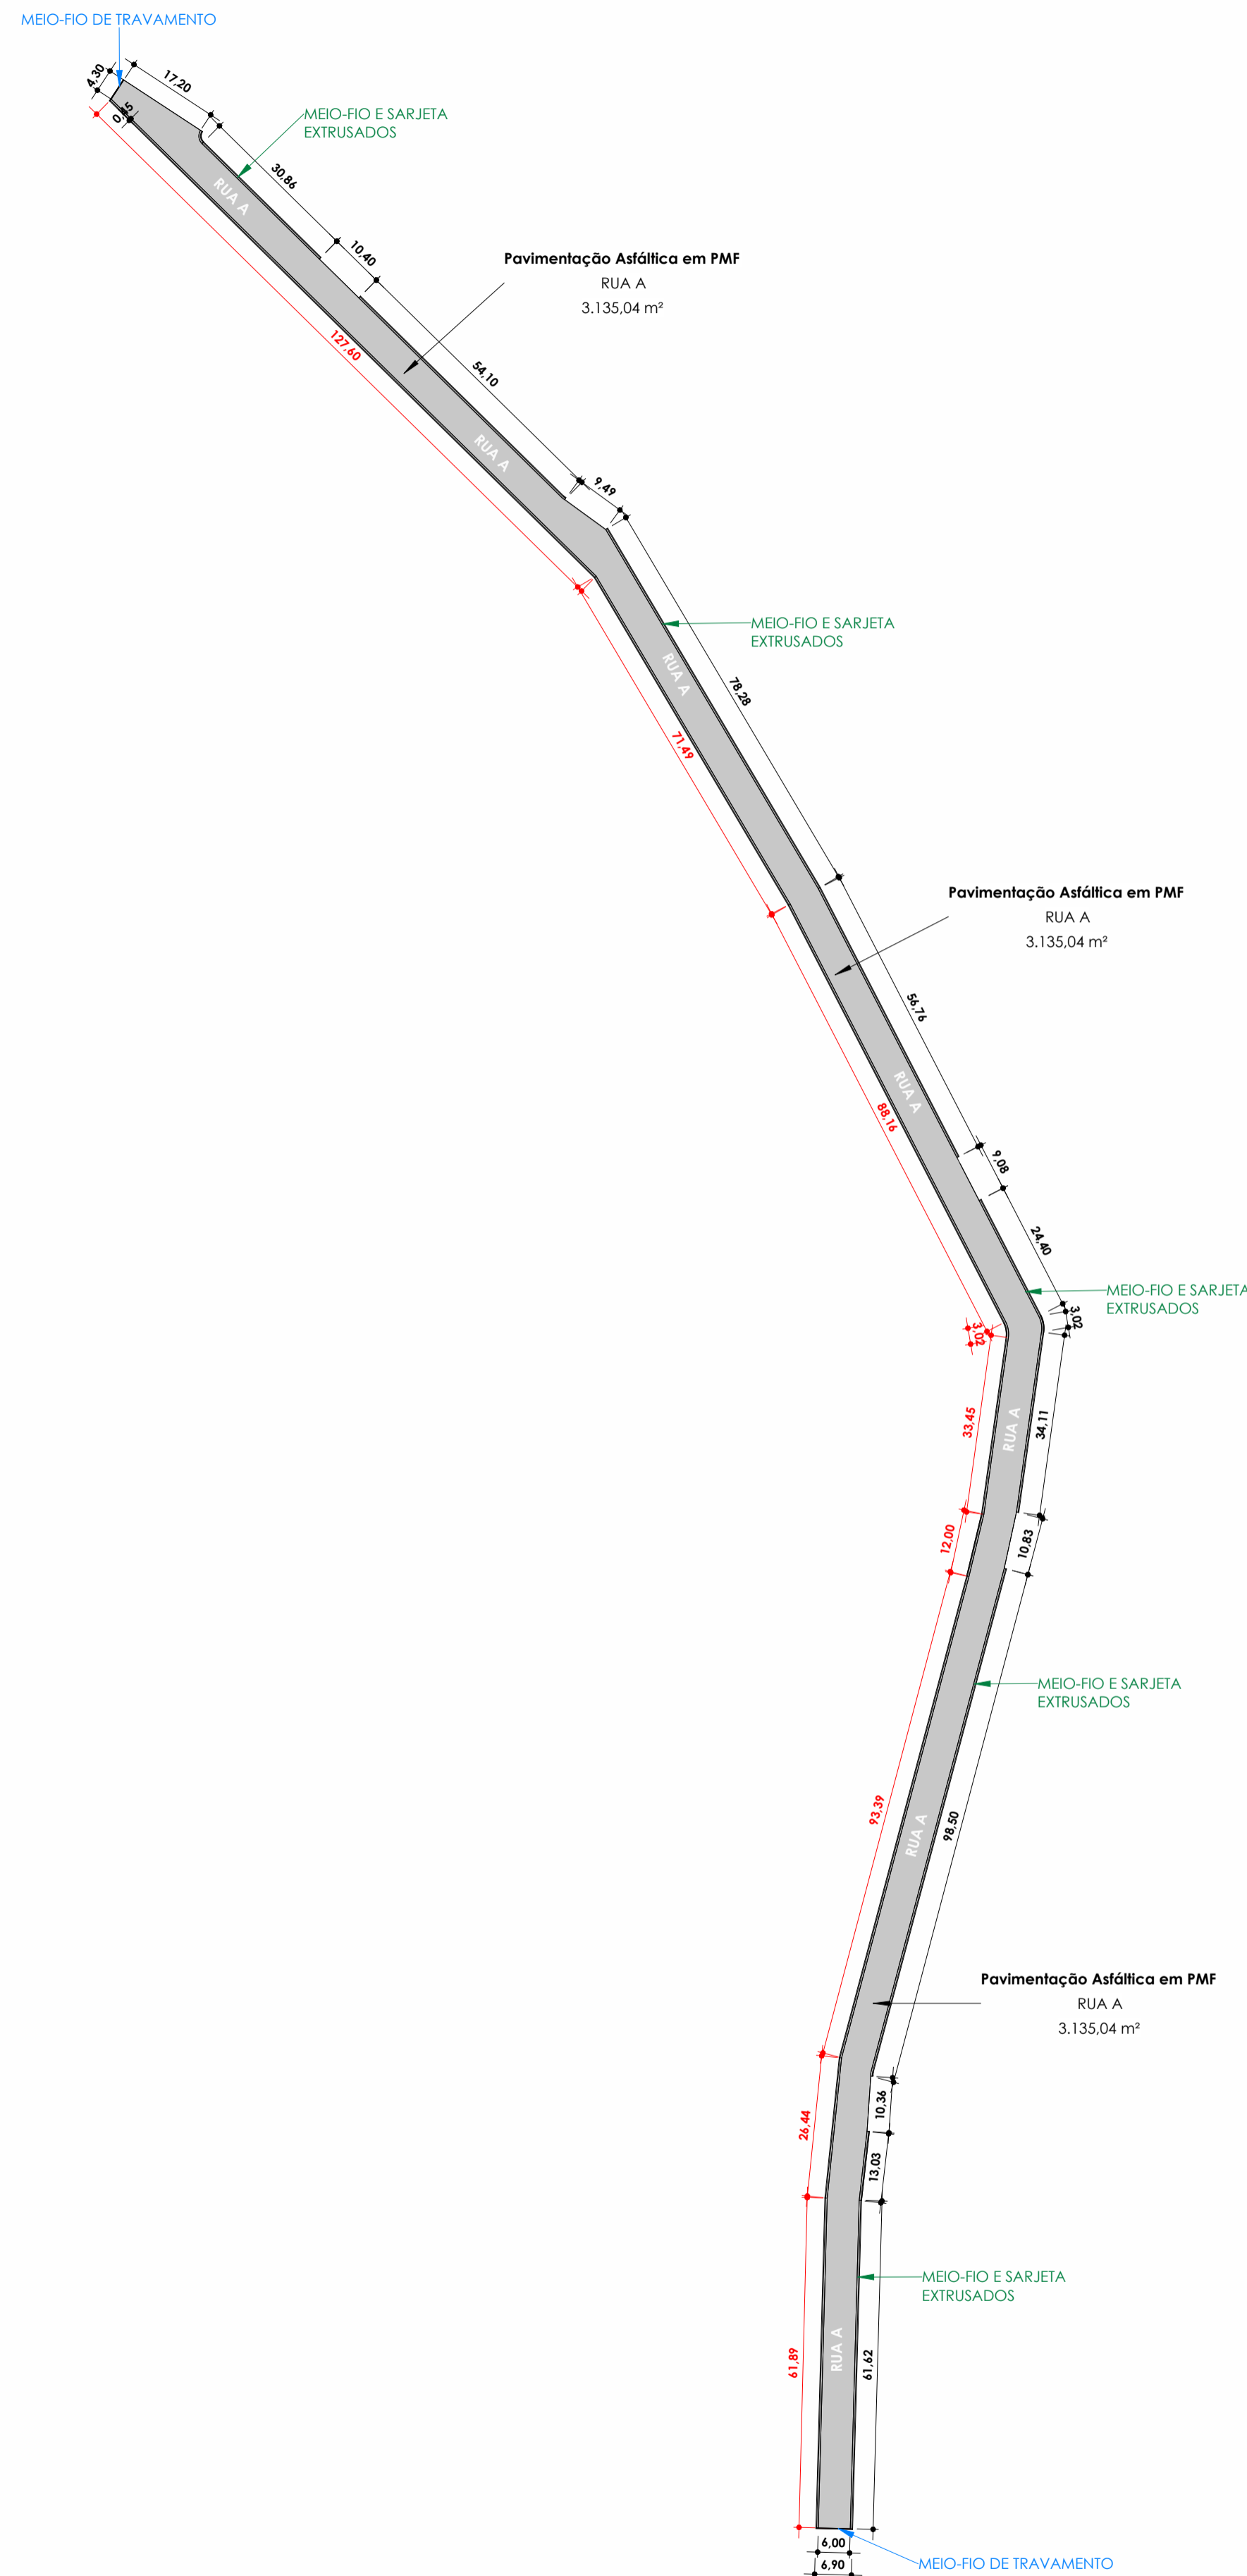 MEIO-FIO DE TRAVAMENTO
4,30
17,20
MEIO-FIO E SARJETA
EXTRUSADOS
RUA A
30,86
10,40
Pavimentação Asfáltica em PMF
RUA A
3.135,04 m²
127,60
54,10
RUA A
9,49
MEIO-FIO E SARJETA
EXTRUSADOS
RUA A
78,28
71,49
Pavimentação Asfáltica em PMF
RUA A
3.135,04 m²
56,76
RUA A
88,16
9,08
24,40
MEIO-FIO E SARJETA
EXTRUSADOS
3,02
3,02
33,45
RUA A
34,11
12,00
10,83
MEIO-FIO E SARJETA
EXTRUSADOS
93,39
RUA A
98,50
Pavimentação Asfáltica em PMF
RUA A
3.135,04 m²
26,44
10,36
13,03
MEIO-FIO E SARJETA
EXTRUSADOS
61,89
RUA A
61,62
6,00
MEIO-FIO DE TRAVAMENTO
6,90